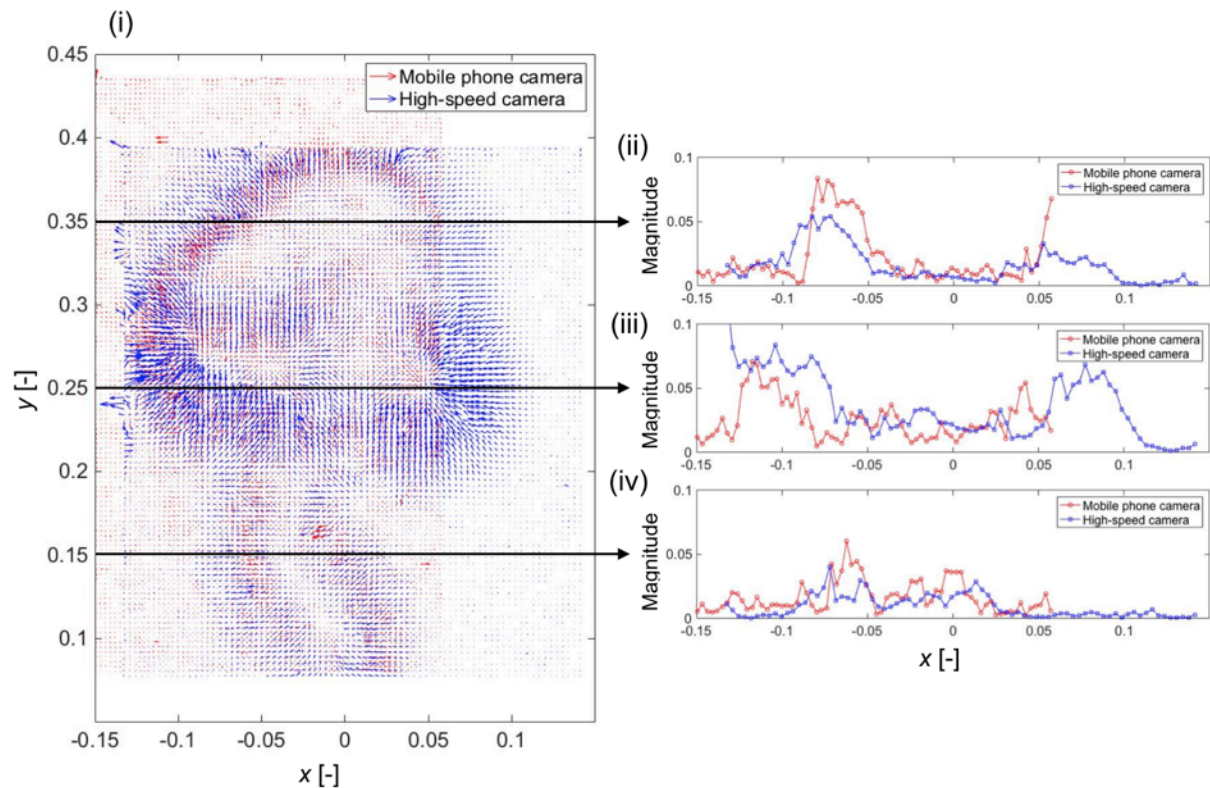 (i)
0.45
0.4
0.35
0.3
0.25
0.2
0.15
0.1
y [-]
-0.15 -0.1 -0.05 0 0.05 0.1
x [-]
Mobile phone camera
High-speed camera
(ii)
0.1
0.05
0
Magnitude
-0.15 -0.1 -0.05 0 0.05 0.1
Mobile phone camera
High-speed camera
(iii)
0.1
0.05
0
Magnitude
-0.15 -0.1 -0.05 0 0.05 0.1
Mobile phone camera
High-speed camera
(iv)
0.1
0.05
0
Magnitude
-0.15 -0.1 -0.05 0 0.05 0.1
Mobile phone camera
High-speed camera
x [-]